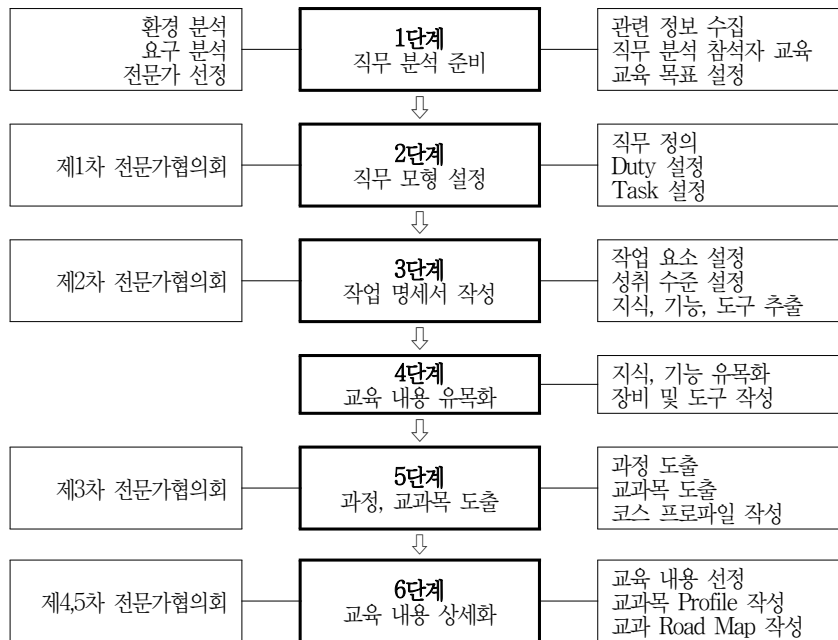 환경 분석
요구 분석
전문가 선정
1단계
직무 분석 준비
관련 정보 수집
직무 분석 참석자 교육
교육 목표 설정
제1차 전문가협의회
2단계
직무 모형 설정
직무 정의
Duty 설정
Task 설정
제2차 전문가협의회
3단계
작업 명세서 작성
작업 요소 설정
성취 수준 설정
지식, 기능, 도구 추출
4단계
교육 내용 유목화
지식, 기능 유목화
장비 및 도구 작성
제3차 전문가협의회
5단계
과정, 교과목 도출
과정 도출
교과목 도출
코스 프로파일 작성
제4,5차 전문가협의회
6단계
교육 내용 상세화
교육 내용 선정
교과목 Profile 작성
교과 Road Map 작성